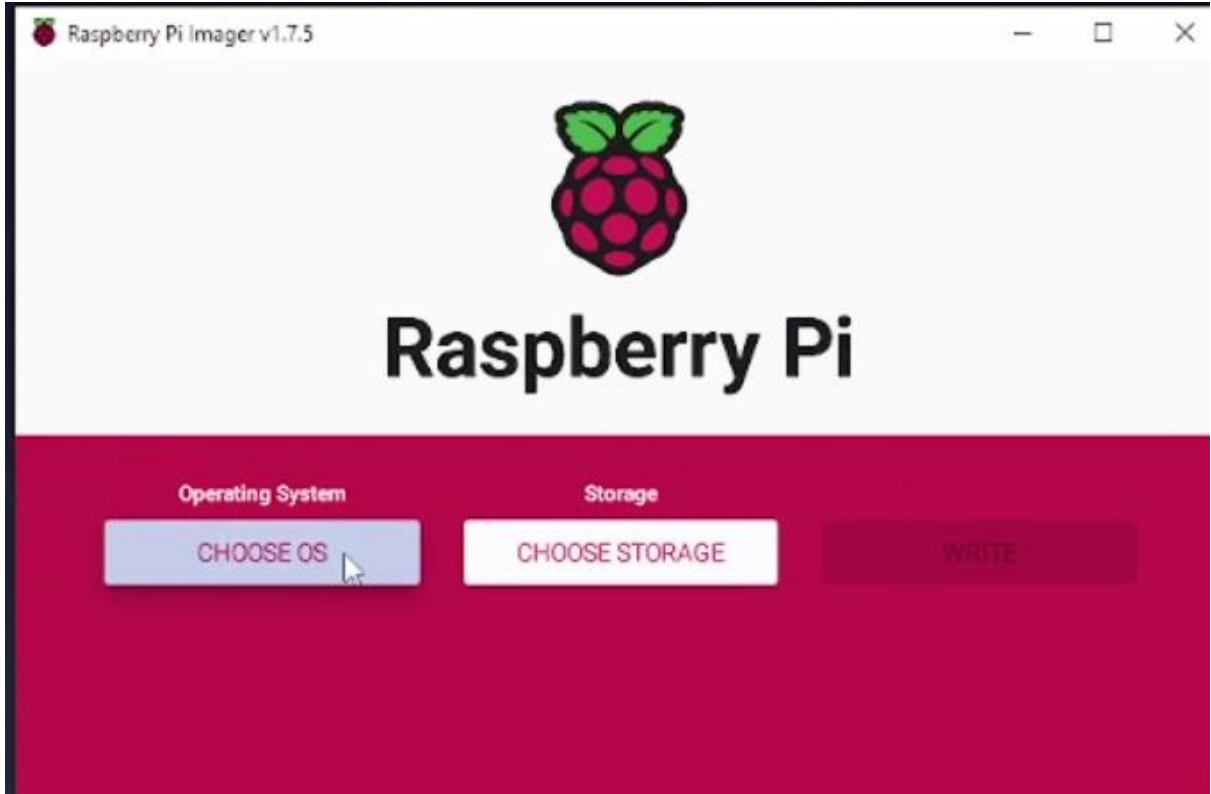 Raspberry Pi Imager v1.7.5
Raspberry Pi
Operating System
Storage
CHOOSE OS
CHOOSE STORAGE
WRITE